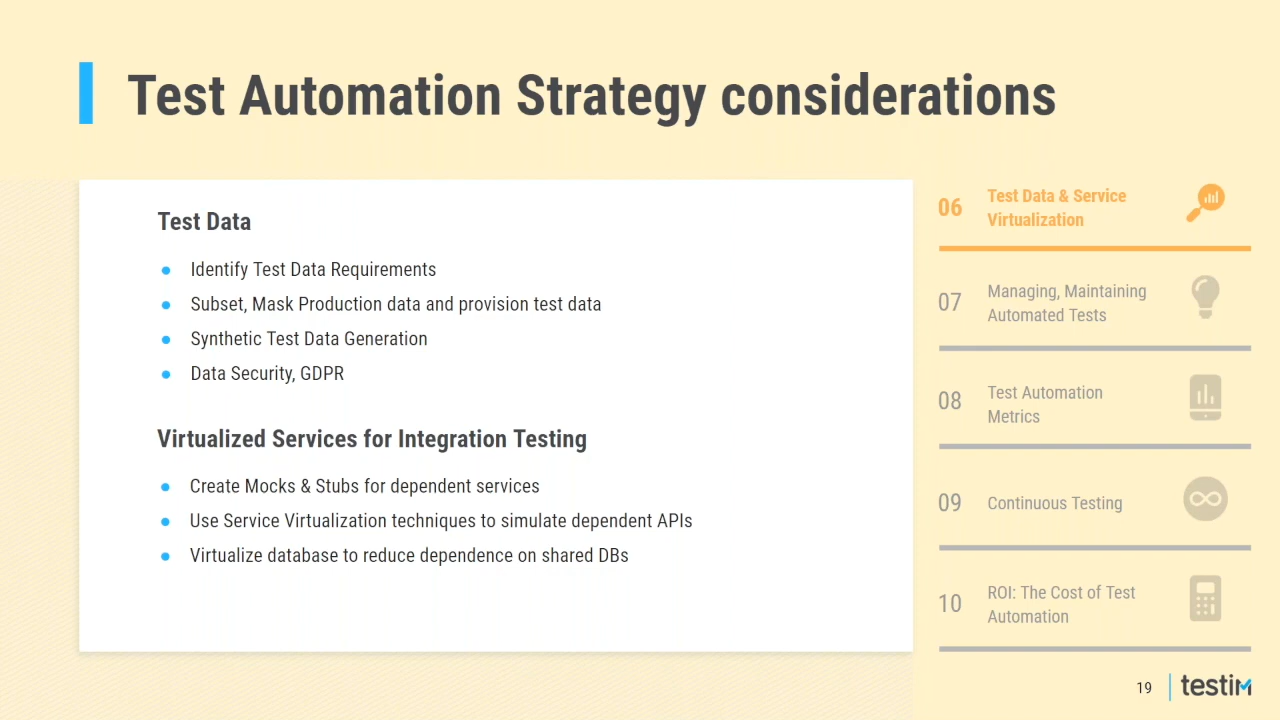 Test Automation Strategy considerations
Test Data
Identify Test Data Requirements
Subset, Mask Production data and provision test data
Synthetic Test Data Generation
Data Security, GDPR
Virtualized Services for Integration Testing
Create Mocks & Stubs for dependent services
Use Service Virtualization techniques to simulate dependent APIs
Virtualize database to reduce dependence on shared DBs
06
Test Data & Service
Virtualization
07
Managing, Maintaining
Automated Tests
08
Test Automation
Metrics
09
Continuous Testing
10
ROI: The Cost of Test
Automation
19
testim